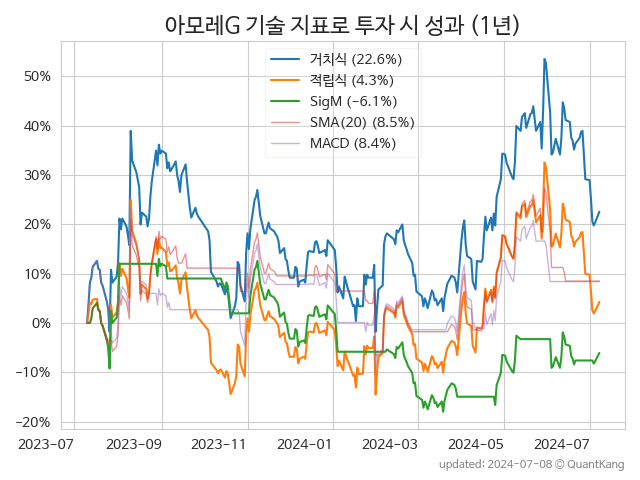 아모레G 기술 지표로 투자 시 성과 (1년)
거치식 (22.6%)
적립식 (4.3%)
SigM (−6.1%)
SMA(20) (8.5%)
MACD (8.4%)
50%
40%
30%
20%
10%
0%
−10%
−20%
2023-07 2023-09 2023-11 2024-01 2024-03 2024-05 2024-07
updated: 2024-07-08 © QuantKang